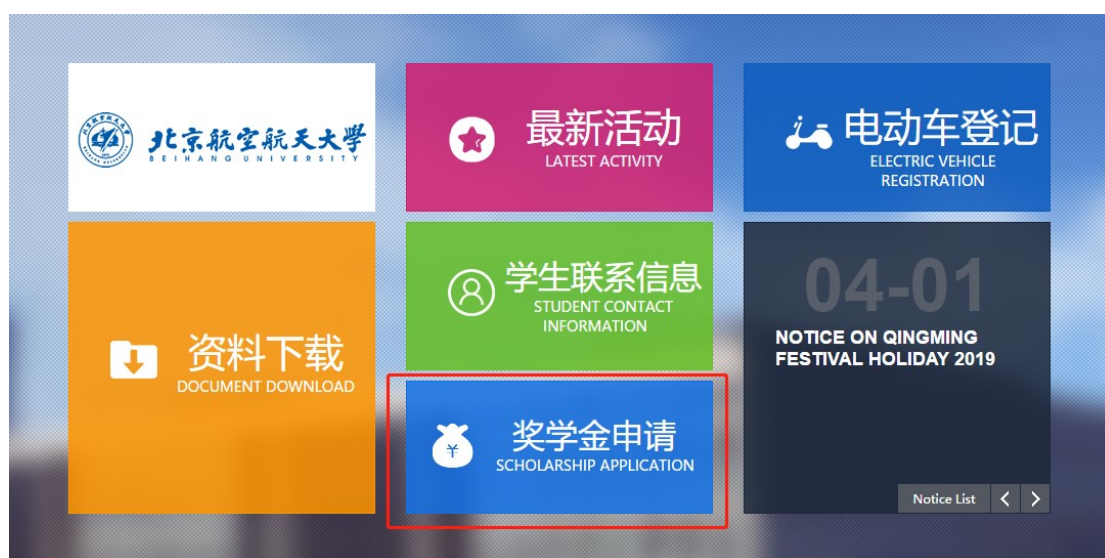 北京航空航天大學
BEIHANG UNIVERSITY
最新活动
LATEST ACTIVITY
电动车登记
ELECTRIC VEHICLE
REGISTRATION
资料下载
DOCUMENT DOWNLOAD
学生联系信息
STUDENT CONTACT
INFORMATION
奖学金申请
SCHOLARSHIP APPLICATION
04-01
NOTICE ON QINGMING
FESTIVAL HOLIDAY 2019
Notice List